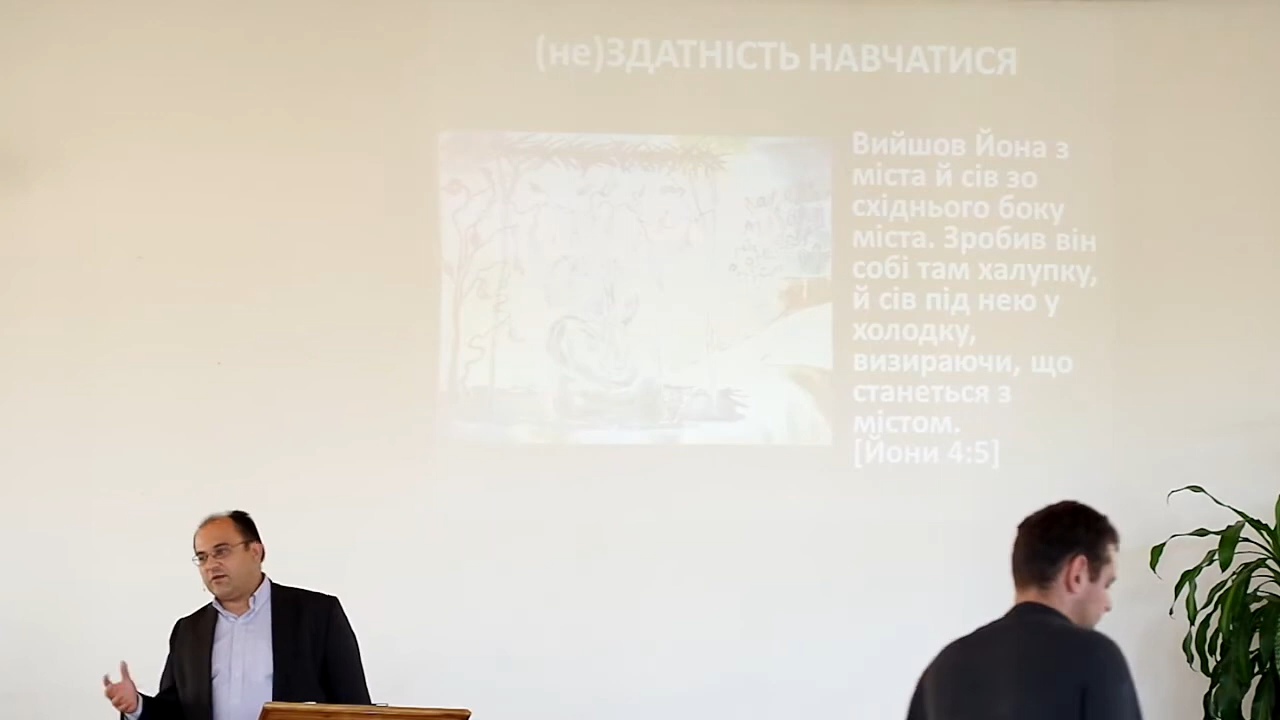 (не)ЗДАТНІСТЬ НАВЧАТИСЯ
Вийшов Йона з
міста й сів зо
східнього боку
міста. Зробив він
собі там халупку,
й сів під нею у
холодку,
визираючи, що
станеться з
містом.
[Йони 4:5]